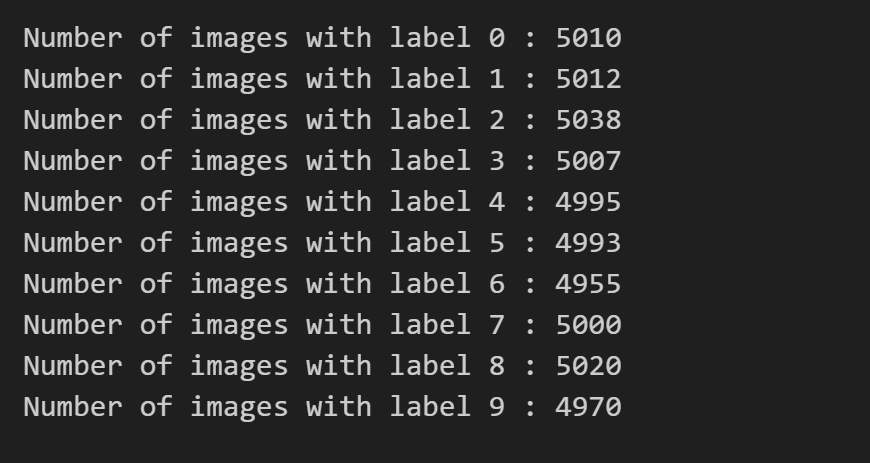 Number of images with label 0 : 5010
Number of images with label 1 : 5012
Number of images with label 2 : 5038
Number of images with label 3 : 5007
Number of images with label 4 : 4995
Number of images with label 5 : 4993
Number of images with label 6 : 4955
Number of images with label 7 : 5000
Number of images with label 8 : 5020
Number of images with label 9 : 4970